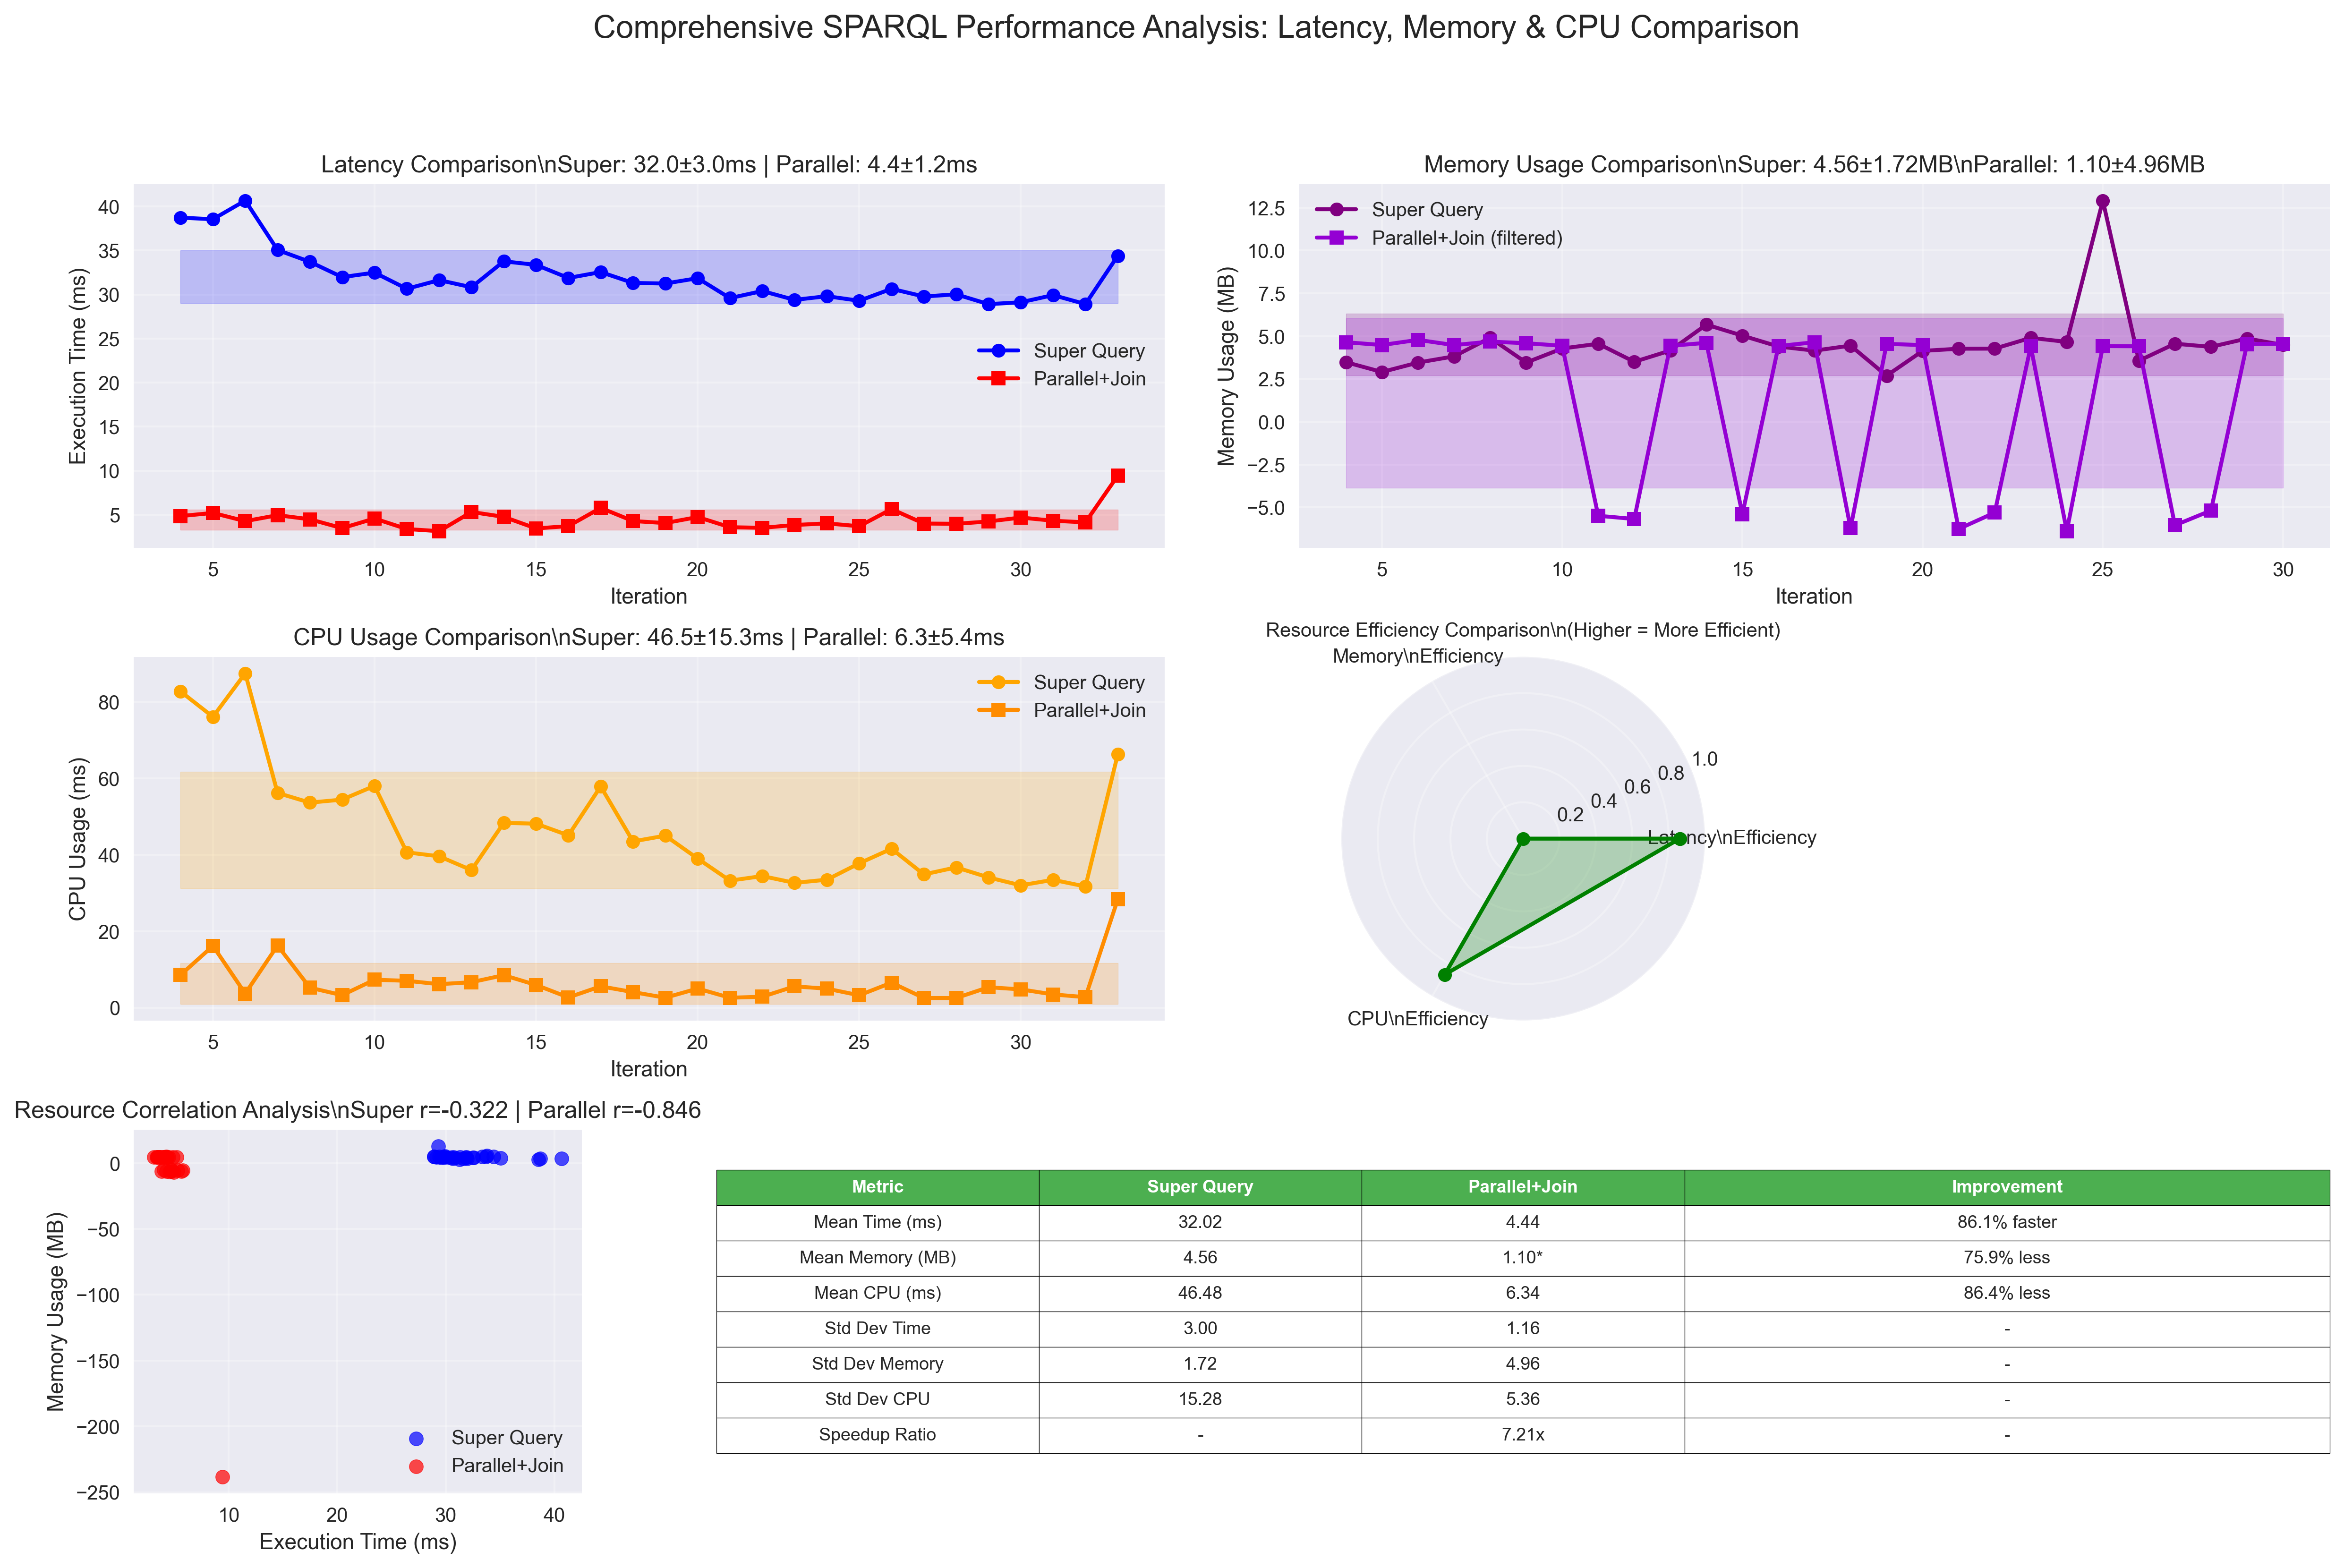 Comprehensive SPARQL Performance Analysis: Latency, Memory & CPU Comparison
Latency Comparison\nSuper: 32.0±3.0ms | Parallel: 4.4±1.2ms
Execution Time (ms)
40
35
30
25
20
15
10
5
Super Query
Parallel+Join
5 10 15 20 25 30
Iteration
Memory Usage Comparison\nSuper: 4.56±1.72MB\nParallel: 1.10±4.96MB
Memory Usage (MB)
12.5
10.0
7.5
5.0
2.5
0.0
−2.5
−5.0
Super Query
Parallel+Join (filtered)
5 10 15 20 25 30
Iteration
CPU Usage Comparison\nSuper: 46.5±15.3ms | Parallel: 6.3±5.4ms
CPU Usage (ms)
80
60
40
20
0
Super Query
Parallel+Join
5 10 15 20 25 30
Iteration
Resource Efficiency Comparison\n(Higher = More Efficient)
Memory\nEfficiency
1.0
0.8
0.6
0.4
0.2
Latency\nEfficiency
CPU\nEfficiency
Resource Correlation Analysis\nSuper r=-0.322 | Parallel r=-0.846
Memory Usage (MB)
0
−50
−100
−150
−200
−250
Super Query
Parallel+Join
10 20 30 40
Execution Time (ms)
Metric Super Query Parallel+Join Improvement
Mean Time (ms) 32.02 4.44 86.1% faster
Mean Memory (MB) 4.56 1.10* 75.9% less
Mean CPU (ms) 46.48 6.34 86.4% less
Std Dev Time 3.00 1.16 -
Std Dev Memory 1.72 4.96 -
Std Dev CPU 15.28 5.36 -
Speedup Ratio - 7.21x -